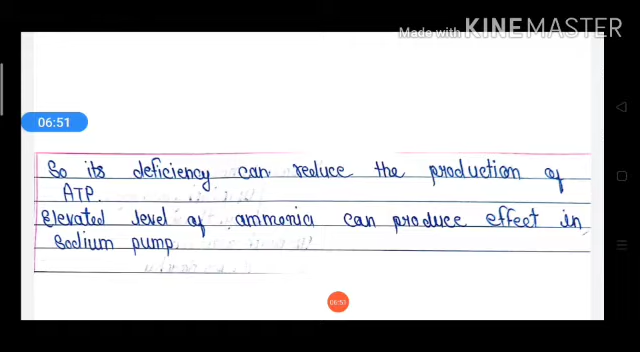 Made with KINEMASTER
06:51
So its deficiency can reduce the production of
ATP.
Elevated level of ammonia can produce effect in
Sodium pump
06:51